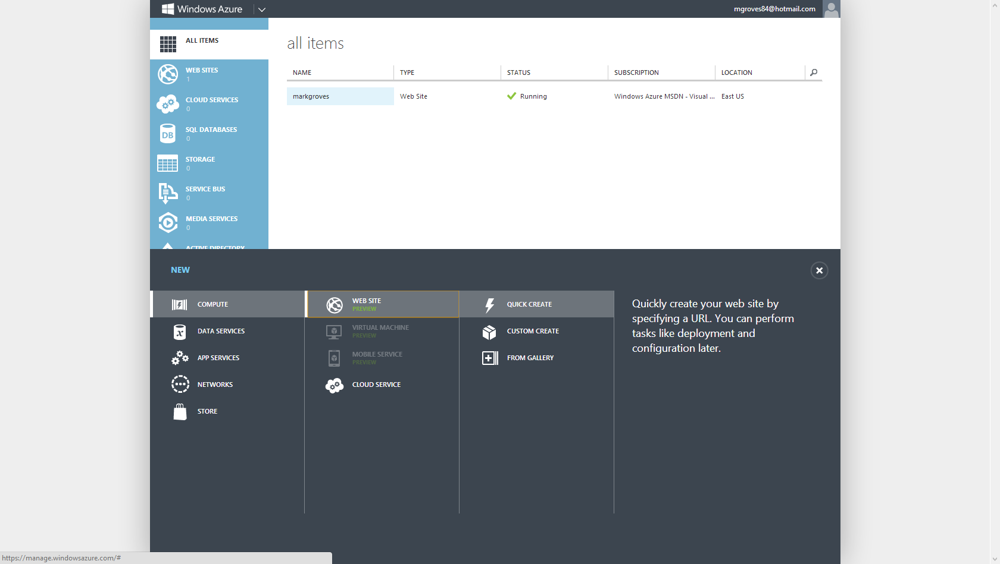 Windows Azure
mgroves84@hotmail.com
ALL ITEMS
WEB SITES
1
CLOUD SERVICES
0
SQL DATABASES
0
DB
STORAGE
0
SERVICE BUS
0
MEDIA SERVICES
0
ACTIVE DIRECTORY
all items
NAME TYPE STATUS SUBSCRIPTION LOCATION
markgroves Web Site Running Windows Azure MSDN - Visual ... East US
NEW
COMPUTE
DATA SERVICES
APP SERVICES
NETWORKS
STORE
WEB SITE
PREVIEW
VIRTUAL MACHINE
PREVIEW
MOBILE SERVICE
PREVIEW
CLOUD SERVICE
QUICK CREATE
CUSTOM CREATE
FROM GALLERY
Quickly create your web site by
specifying a URL. You can perform
tasks like deployment and
configuration later.
https://manage.windowsazure.com/#